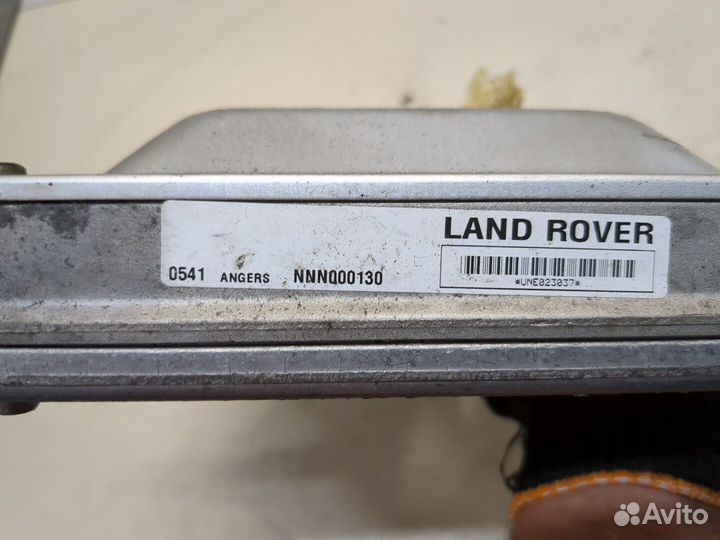 LAND ROVER
0541 ANGERS NNN000130
*UNE023037*
Avito